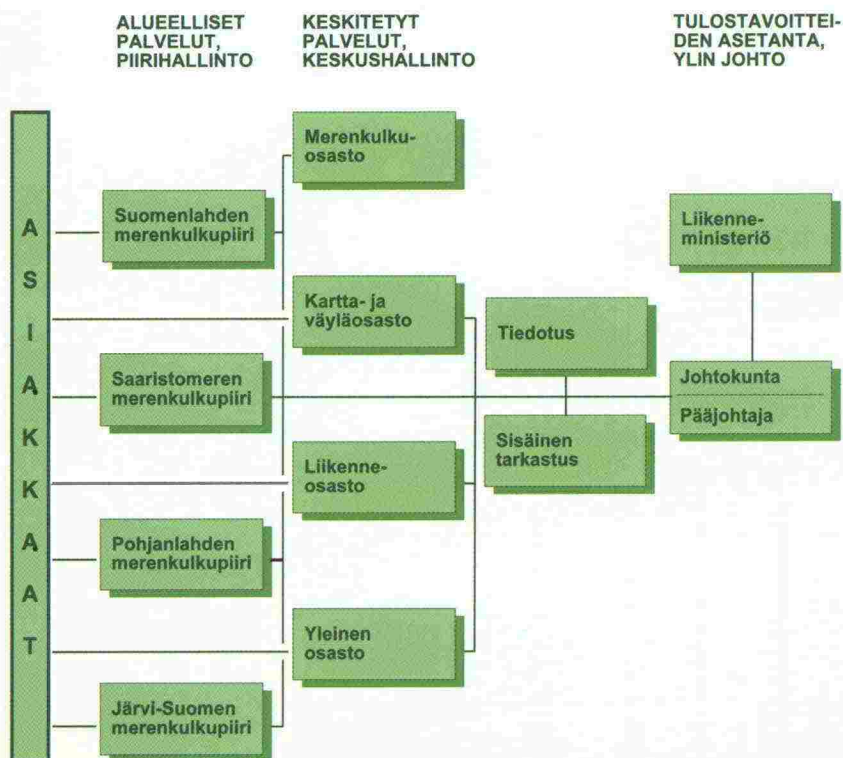 ALUEELLISET
PALVELUT,
PIIRIHALLINTO
KESKITETYT
PALVELUT,
KESKUSHALLINTO
TULOSTAVOITTEI-
DEN ASETANTA,
YLIN JOHTO
ASIAKKAAT
Suomenlahden
merenkulkupiiri
Saaristomeren
merenkulkupiiri
Pohjanlahden
merenkulkupiiri
Järvi-Suomen
merenkulkupiiri
Merenkulku-
osasto
Kartta- ja
väyläosasto
Liikenne-
osasto
Yleinen
osasto
Tiedotus
Sisäinen
tarkastus
Liikenne-
ministeriö
Johtokunta
Pääjohtaja